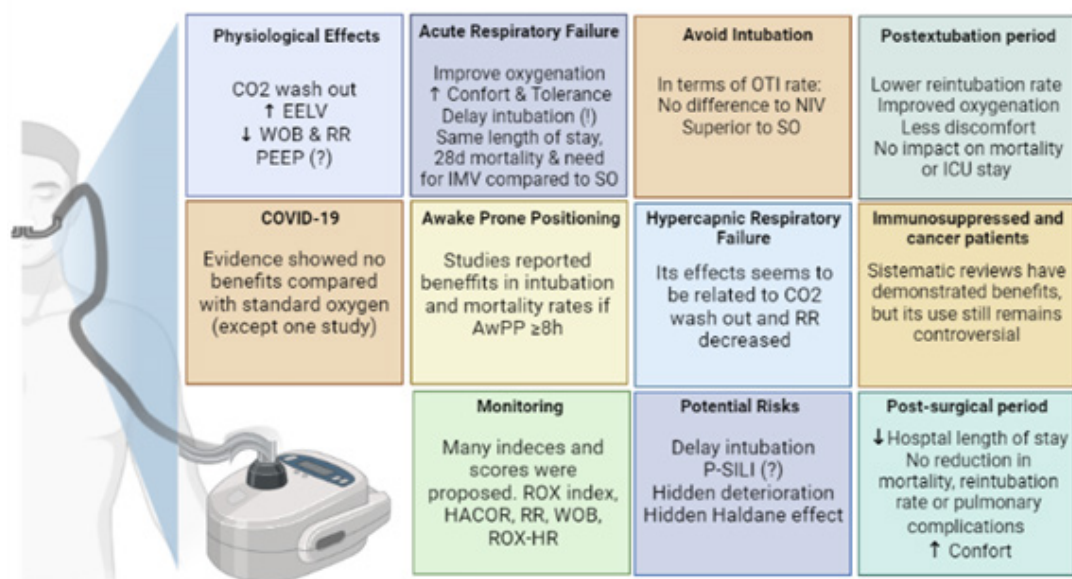 Physiological Effects
CO2 wash out
↑ EELV
↓ WOB & RR
PEEP (?)
Acute Respiratory Failure
Improve oxygenation
↑ Confort & Tolerance
Delay intubation (!)
Same length of stay,
28d mortality & need
for IMV compared to SO
Avoid Intubation
In terms of OTI rate:
No difference to NIV
Superior to SO
Postextubation period
Lower reintubation rate
Improved oxygenation
Less discomfort
No impact on mortality
or ICU stay
COVID-19
Evidence showed no
benefits compared
with standard oxygen
(except one study)
Awake Prone Positioning
Studies reported
beneffits in intubation
and mortality rates if
AwPP ≥8h
Hypercapnic Respiratory
Failure
Its effects seems to
be related to CO2
wash out and RR
decreased
Immunosuppressed and
cancer patients
Sistematic reviews have
demonstrated benefits,
but its use still remains
controversial
Monitoring
Many indeces and
scores were
proposed. ROX index,
HACOR, RR, WOB,
ROX-HR
Potential Risks
Delay intubation
P-SILI (?)
Hidden deterioration
Hidden Haldane effect
Post-surgical period
↓ Hosptal length of stay
No reduction in
mortality, reintubation
rate or pulmonary
complications
↑ Confort